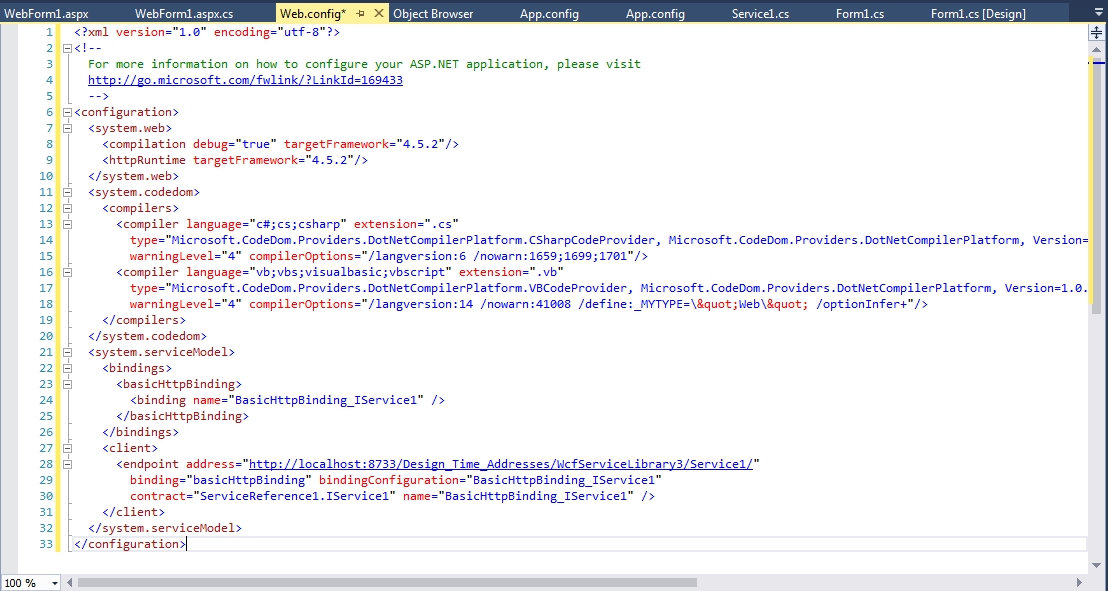 WebForm1.aspx WebForm1.aspx.cs Web.config* Object Browser App.config App.config Service1.cs Form1.cs Form1.cs [Design]
1 <?xml version="1.0" encoding="utf-8"?>
2 <!--
3 For more information on how to configure your ASP.NET application, please visit
4 http://go.microsoft.com/fwlink/?LinkId=169433
5 -->
6 <configuration>
7 <system.web>
8 <compilation debug="true" targetFramework="4.5.2"/>
9 <httpRuntime targetFramework="4.5.2"/>
10 </system.web>
11 <system.codedom>
12 <compilers>
13 <compiler language="c#;cs;csharp" extension=".cs"
14 type="Microsoft.CodeDom.Providers.DotNetCompilerPlatform.CSharpCodeProvider, Microsoft.CodeDom.Providers.DotNetCompilerPlatform, Version=
15 warningLevel="4" compilerOptions="/langversion:6 /nowarn:1659;1699;1701"/>
16 <compiler language="vb;vbs;visualbasic;vbscript" extension=".vb"
17 type="Microsoft.CodeDom.Providers.DotNetCompilerPlatform.VBCodeProvider, Microsoft.CodeDom.Providers.DotNetCompilerPlatform, Version=1.0.
18 warningLevel="4" compilerOptions="/langversion:14 /nowarn:41008 /define:_MYTYPE=\&quot;Web\&quot; /optionInfer+"/>
19 </compilers>
20 </system.codedom>
21 <system.serviceModel>
22 <bindings>
23 <basicHttpBinding>
24 <binding name="BasicHttpBinding_IService1" />
25 </basicHttpBinding>
26 </bindings>
27 <client>
28 <endpoint address="http://localhost:8733/Design_Time_Addresses/WcfServiceLibrary3/Service1/"
29 binding="basicHttpBinding" bindingConfiguration="BasicHttpBinding_IService1"
30 contract="ServiceReference1.IService1" name="BasicHttpBinding_IService1" />
31 </client>
32 </system.serviceModel>
33 </configuration>
100 %